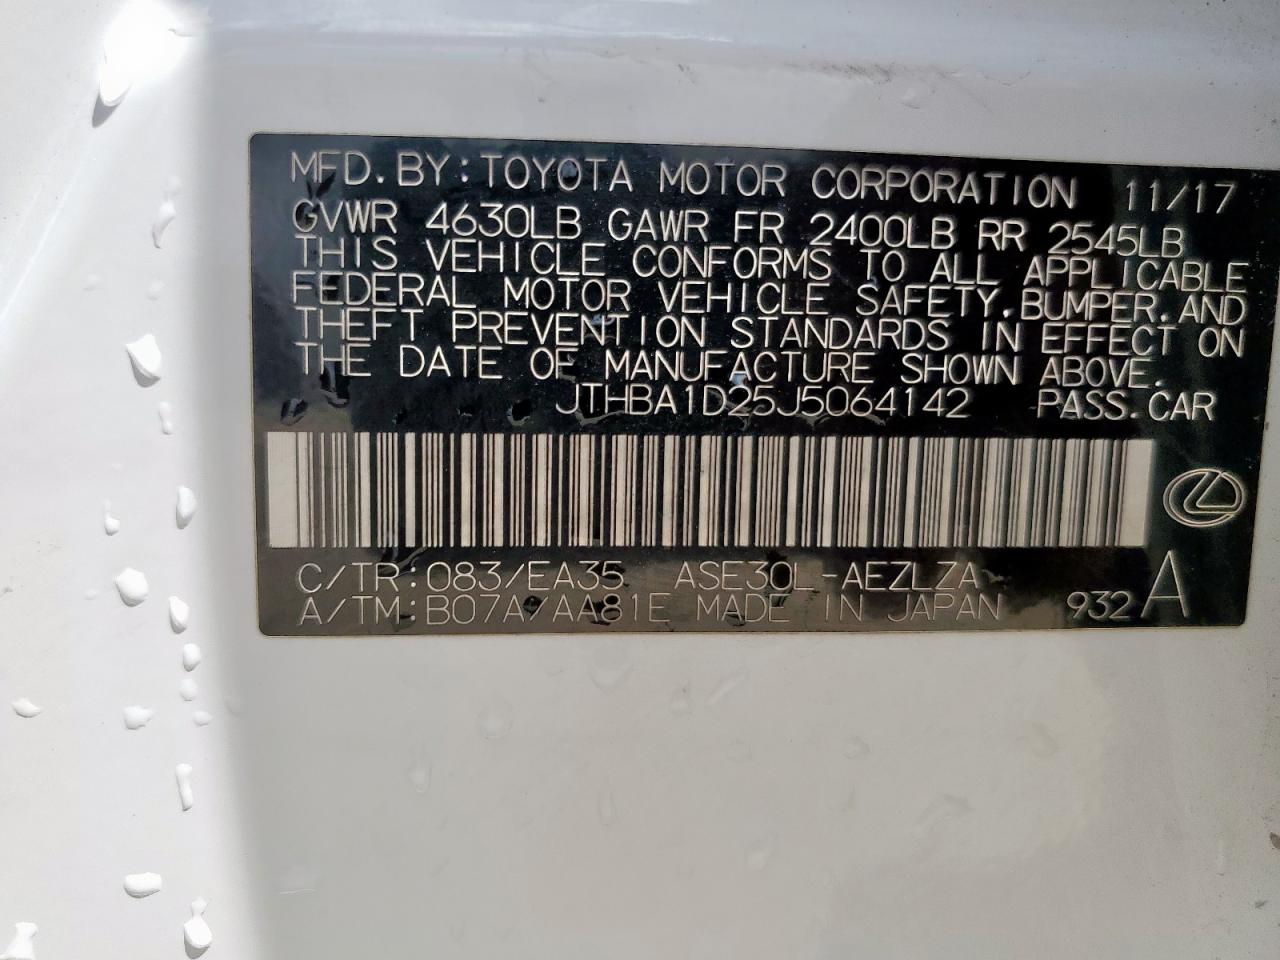 MFD. BY: TOYOTA MOTOR CORPORATION 11/17
GVWR 4630LB GAWR FR 2400LB RR 2545LB
THIS VEHICLE CONFORMS TO ALL APPLICABLE
FEDERAL MOTOR VEHICLE SAFETY, BUMPER, AND
THEFT PREVENTION STANDARDS IN EFFECT ON
THE DATE OF MANUFACTURE SHOWN ABOVE.
JTHBA1D25J5064142 PASS. CAR
C/TR: 083/EA35 ASE30L-AEZLZA
A/TM: B07A/AA81E MADE IN JAPAN 932 A